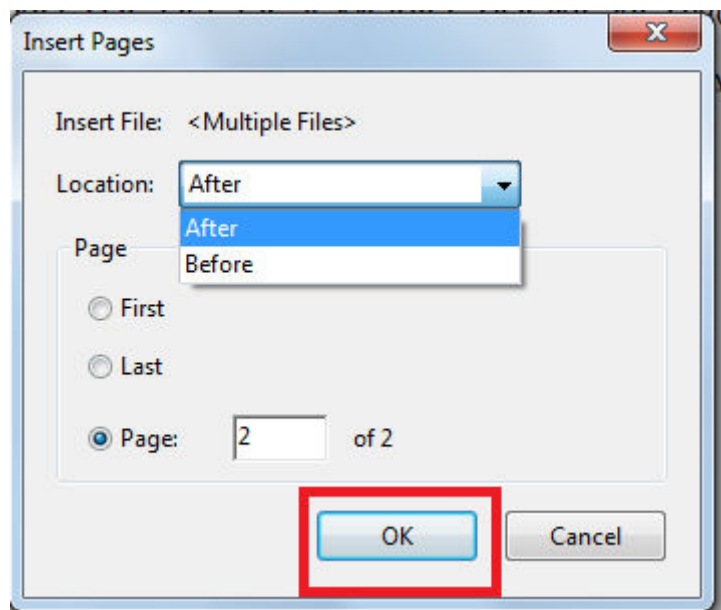 Insert Pages
Insert File: <Multiple Files>
Location: After
After
Before
Page
First
Last
Page: 2 of 2
OK Cancel